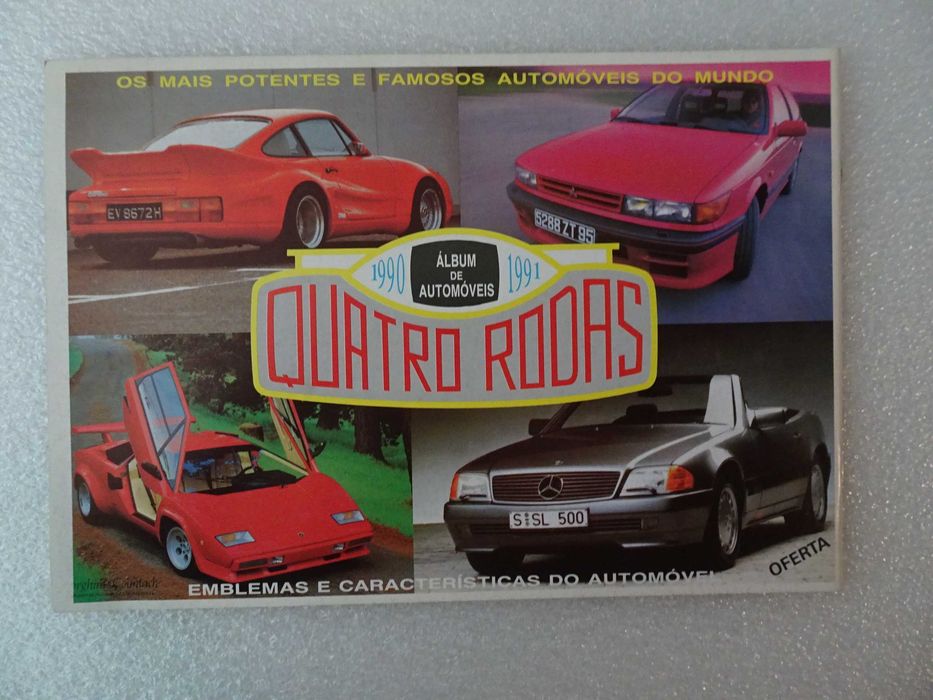 OS MAIS POTENTES E FAMOSOS AUTOMÓVEIS DO MUNDO
EV 8672H
5288 ZT 95
1990
ÁLBUM
DE
AUTOMÓVEIS
1991
QUATRO RODAS
S SL 500
OFERTA
EMBLEMAS E CARACTERÍSTICAS DO